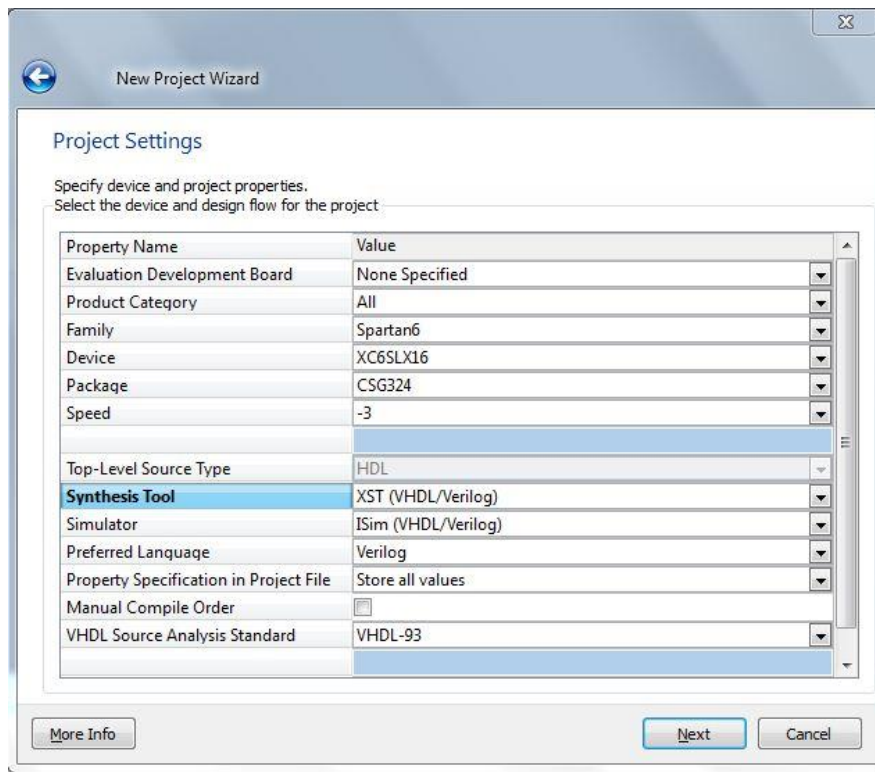 New Project Wizard
Project Settings
Specify device and project properties.
Select the device and design flow for the project
Property Name Value
Evaluation Development Board None Specified
Product Category All
Family Spartan6
Device XC6SLX16
Package CSG324
Speed -3
Top-Level Source Type HDL
Synthesis Tool XST (VHDL/Verilog)
Simulator ISim (VHDL/Verilog)
Preferred Language Verilog
Property Specification in Project File Store all values
Manual Compile Order
VHDL Source Analysis Standard VHDL-93
More Info Next Cancel